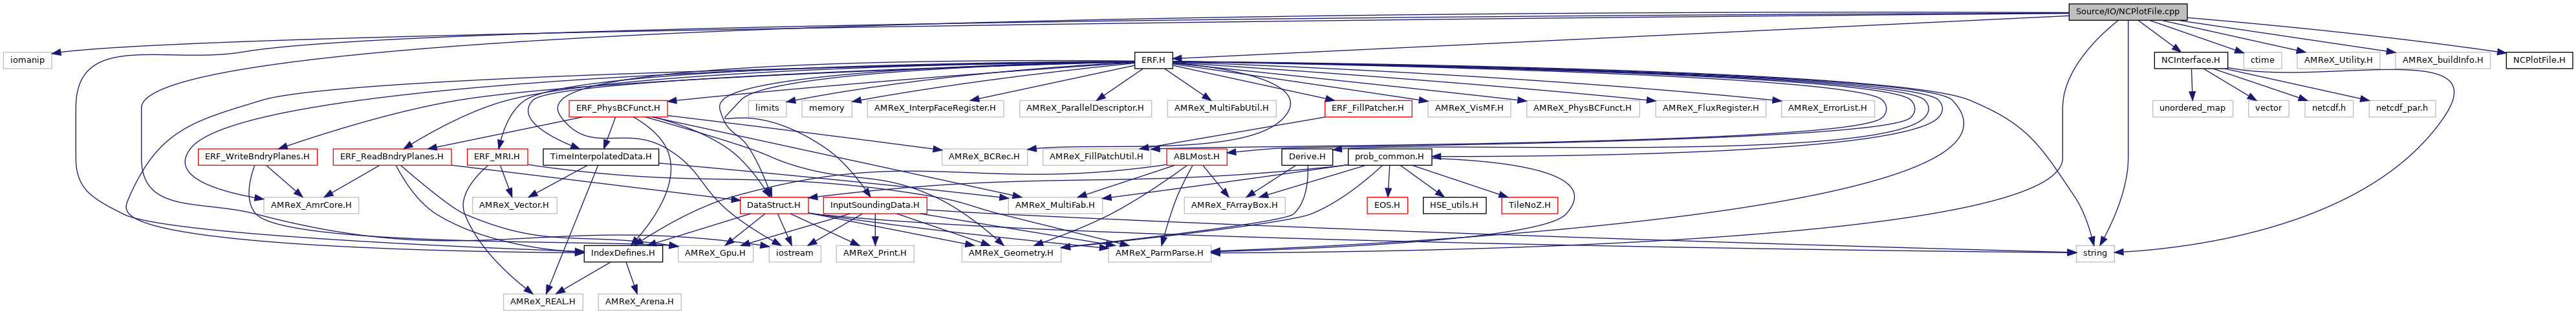 Source/IO/NCPlotFile.cpp
iomanip
ERF.H
NCInterface.H
ctime
AMReX_Utility.H
AMReX_buildInfo.H
NCPlotFile.H
ERF_PhysBCFunct.H
limits
memory
AMReX_InterpFaceRegister.H
AMReX_ParallelDescriptor.H
AMReX_MultiFabUtil.H
ERF_FillPatcher.H
AMReX_VisMF.H
AMReX_PhysBCFunct.H
AMReX_FluxRegister.H
AMReX_ErrorList.H
unordered_map
vector
netcdf.h
netcdf_par.h
ERF_WriteBndryPlanes.H
ERF_ReadBndryPlanes.H
ERF_MRI.H
TimeInterpolatedData.H
AMReX_BCRec.H
AMReX_FillPatchUtil.H
ABLMost.H
Derive.H
prob_common.H
AMReX_AmrCore.H
AMReX_Vector.H
DataStruct.H
InputSoundingData.H
AMReX_MultiFab.H
AMReX_FArrayBox.H
EOS.H
HSE_utils.H
TileNoZ.H
IndexDefines.H
AMReX_Gpu.H
iostream
AMReX_Print.H
AMReX_Geometry.H
AMReX_ParmParse.H
string
AMReX_REAL.H
AMReX_Arena.H